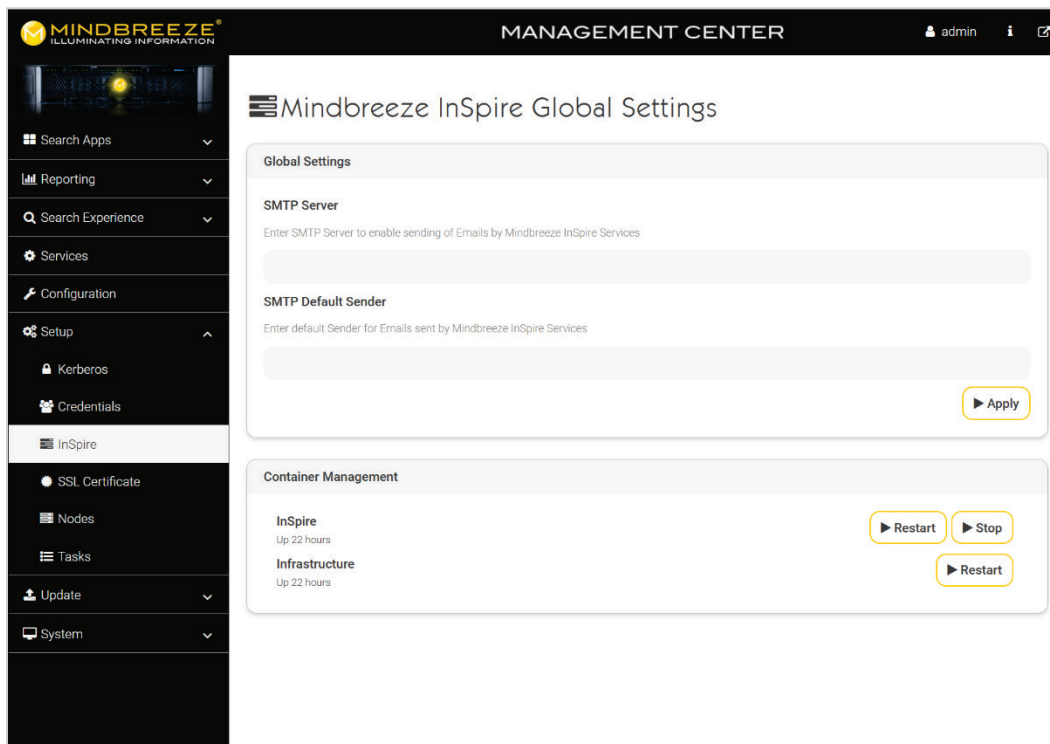 MINDBREEZE®
ILLUMINATING INFORMATION
MANAGEMENT CENTER
admin
Search Apps
Reporting
Search Experience
Services
Configuration
Setup
Kerberos
Credentials
InSpire
SSL Certificate
Nodes
Tasks
Update
System
Mindbreeze InSpire Global Settings
Global Settings
SMTP Server
Enter SMTP Server to enable sending of Emails by Mindbreeze InSpire Services
SMTP Default Sender
Enter default Sender for Emails sent by Mindbreeze InSpire Services
Apply
Container Management
InSpire
Up 22 hours
Restart Stop
Infrastructure
Up 22 hours
Restart